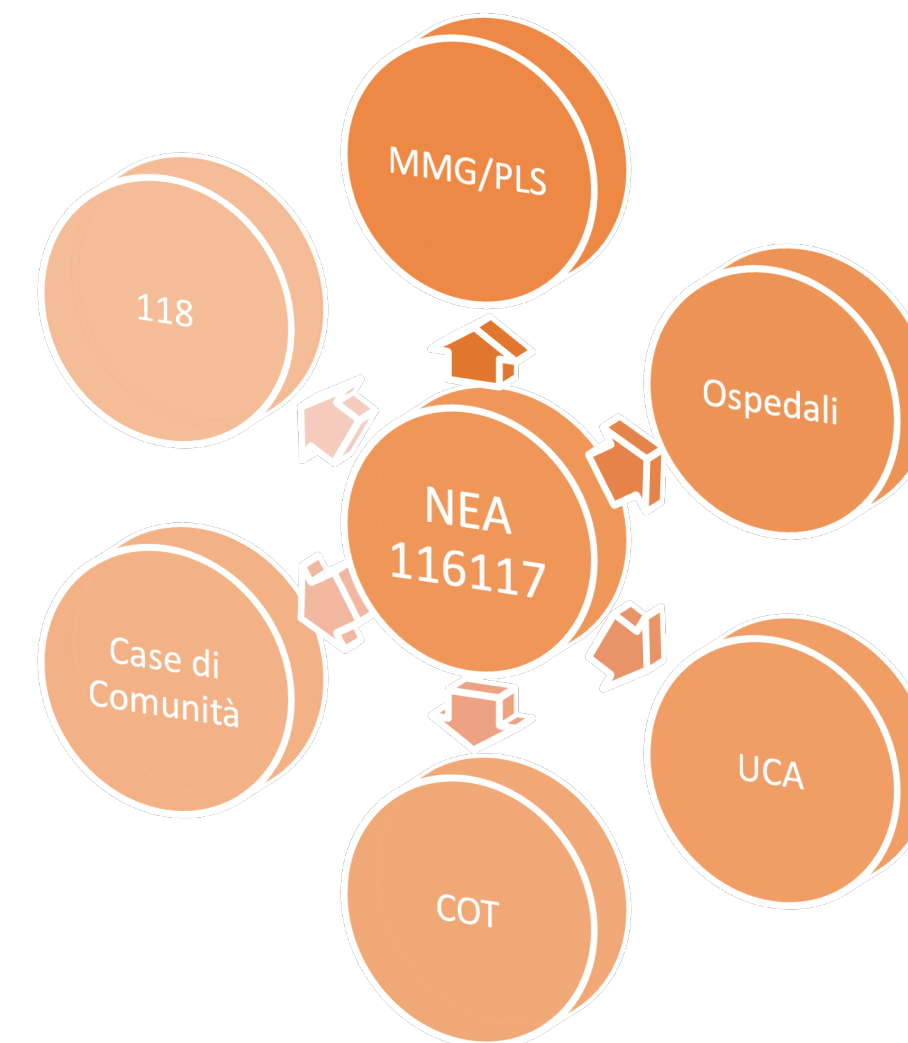 MMG/PLS
118
Ospedali
NEA
116117
Case di
Comunità
UCA
COT